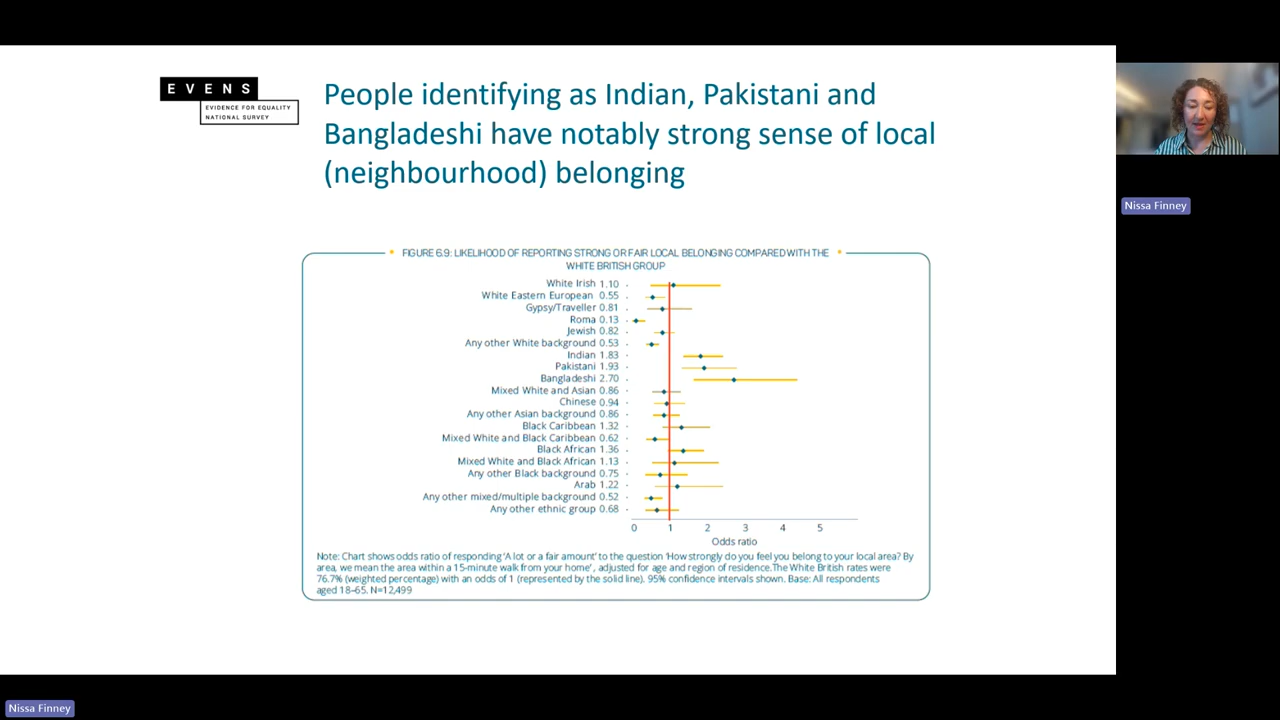 EVENS
EVIDENCE FOR EQUALITY
NATIONAL SURVEY
People identifying as Indian, Pakistani and
Bangladeshi have notably strong sense of local
(neighbourhood) belonging
FIGURE 6.9: LIKELIHOOD OF REPORTING STRONG OR FAIR LOCAL BELONGING COMPARED WITH THE
WHITE BRITISH GROUP
White Irish 1.10
White Eastern European 0.55
Gypsy/Traveller 0.81
Roma 0.13
Jewish 0.82
Any other White background 0.53
Indian 1.83
Pakistani 1.93
Bangladeshi 2.70
Mixed White and Asian 0.86
Chinese 0.94
Any other Asian background 0.86
Black Caribbean 1.32
Mixed White and Black Caribbean 0.62
Black African 1.36
Mixed White and Black African 1.13
Any other Black background 0.75
Arab 1.22
Any other mixed/multiple background 0.52
Any other ethnic group 0.68
0 1 2 3 4 5
Odds ratio
Note: Chart shows odds ratio of responding 'A lot or a fair amount' to the question 'How strongly do you feel you belong to your local area? By
area, we mean the area within a 15-minute walk from your home', adjusted for age and region of residence.The White British rates were
76.7% (weighted percentage) with an odds of 1 (represented by the solid line). 95% confidence intervals shown. Base: All respondents
aged 18–65. N=12,499
Nissa Finney
Nissa Finney